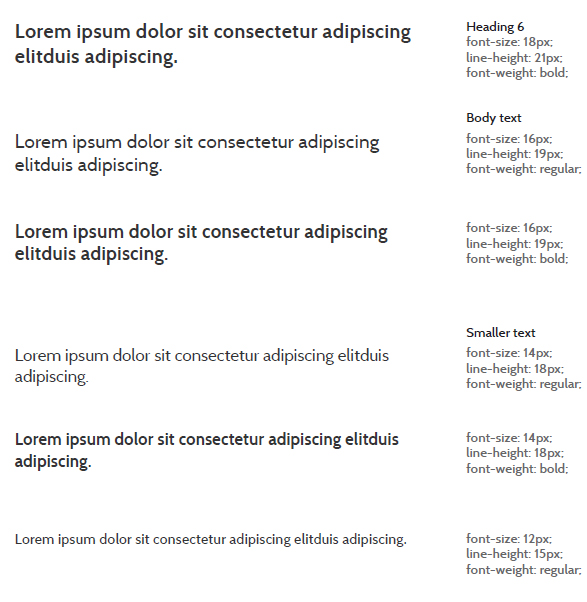 Lorem ipsum dolor sit consectetur adipiscing
elitduis adipiscing.
Heading 6
font-size: 18px;
line-height: 21px;
font-weight: bold;
Body text
Lorem ipsum dolor sit consectetur adipiscing
elitduis adipiscing.
font-size: 16px;
line-height: 19px;
font-weight: regular;
Lorem ipsum dolor sit consectetur adipiscing
elitduis adipiscing.
font-size: 16px;
line-height: 19px;
font-weight: bold;
Smaller text
Lorem ipsum dolor sit consectetur adipiscing elitduis
adipiscing.
font-size: 14px;
line-height: 18px;
font-weight: regular;
Lorem ipsum dolor sit consectetur adipiscing elitduis
adipiscing.
font-size: 14px;
line-height: 18px;
font-weight: bold;
Lorem ipsum dolor sit consectetur adipiscing elitduis adipiscing.
font-size: 12px;
line-height: 15px;
font-weight: regular;